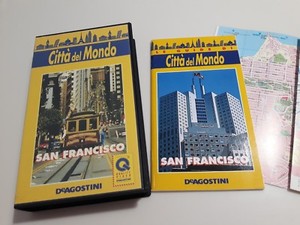 Città del Mondo
SAN FRANCISCO
DEAGOSTINI
LE GUIDE DI
Città del Mondo
SAN FRANCISCO
DEAGOSTINI